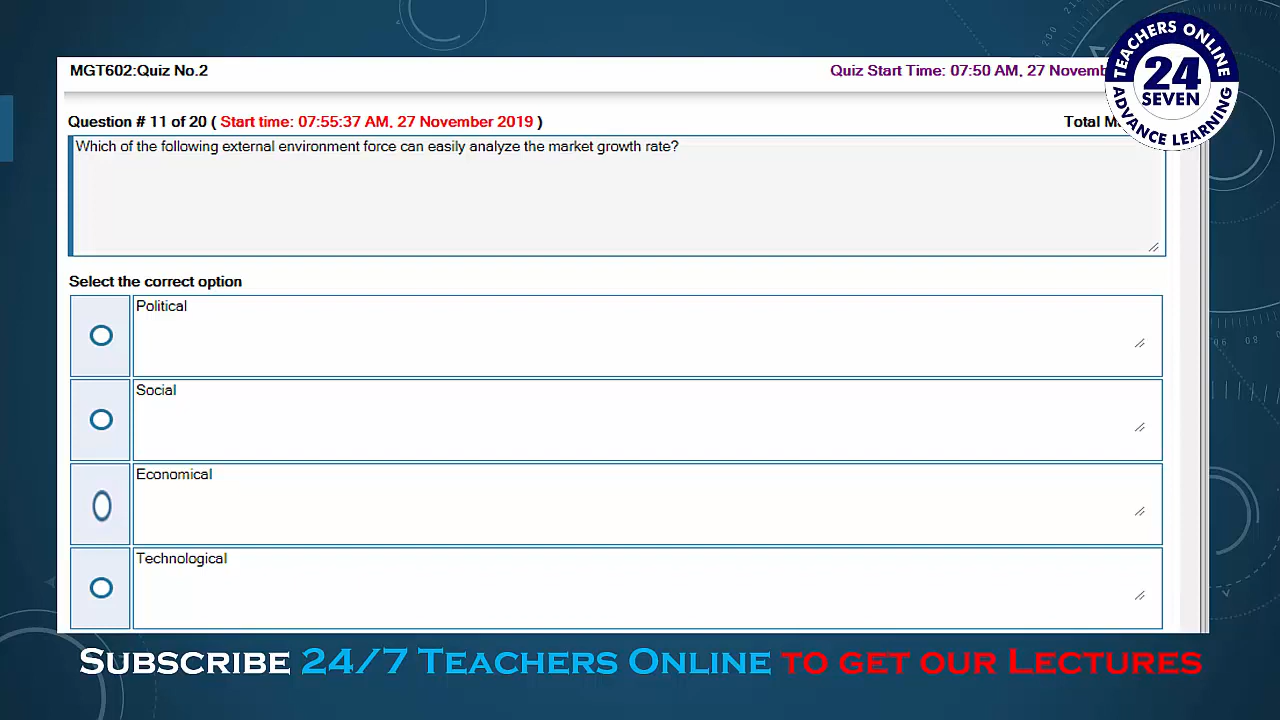 MGT602:Quiz No.2
Quiz Start Time: 07:50 AM, 27 Novemb
TEACHERS ONLINE
24
SEVEN
ADVANCE LEARNING
Question # 11 of 20 ( Start time: 07:55:37 AM, 27 November 2019 )
Total M
Which of the following external environment force can easily analyze the market growth rate?
Select the correct option
Political
Social
Economical
Technological
Subscribe 24/7 Teachers Online to get our Lectures